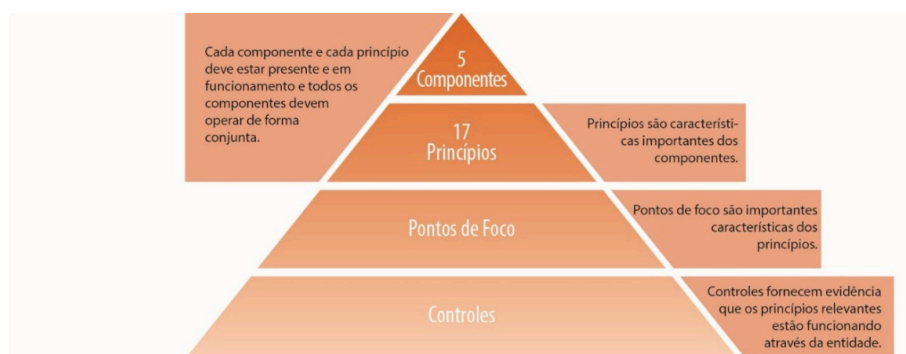 Cada componente e cada princípio
deve estar presente e em
funcionamento e todos os
componentes devem
operar de forma
conjunta.
5
Componentes
17
Princípios
Princípios são característi-
cas importantes dos
componentes.
Pontos de Foco
Pontos de foco são importantes
características dos
princípios.
Controles
Controles fornecem evidência
que os princípios relevantes
estão funcionando
através da entidade.